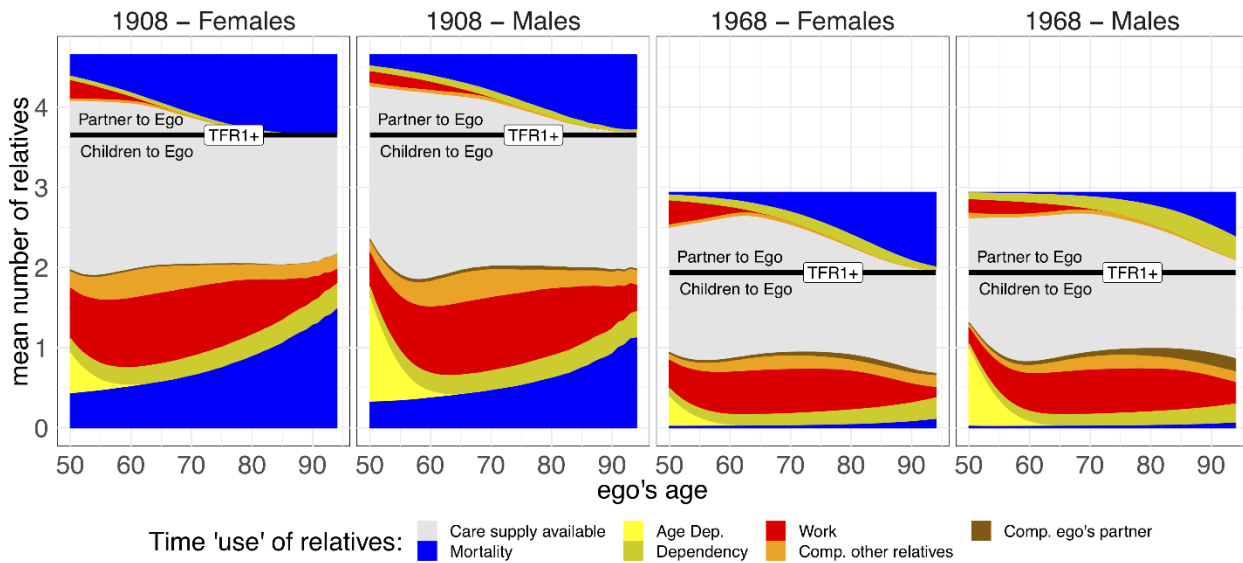 1908 – Females
1908 – Males
1968 – Females
1968 – Males
mean number of relatives
4
3
2
1
0
Partner to Ego
TFR1+
Children to Ego
Partner to Ego
TFR1+
Children to Ego
Partner to Ego
TFR1+
Children to Ego
Partner to Ego
TFR1+
Children to Ego
50 60 70 80 90
50 60 70 80 90
50 60 70 80 90
50 60 70 80 90
ego's age
Time 'use' of relatives:
Care supply available
Mortality
Age Dep.
Dependency
Work
Comp. other relatives
Comp. ego's partner